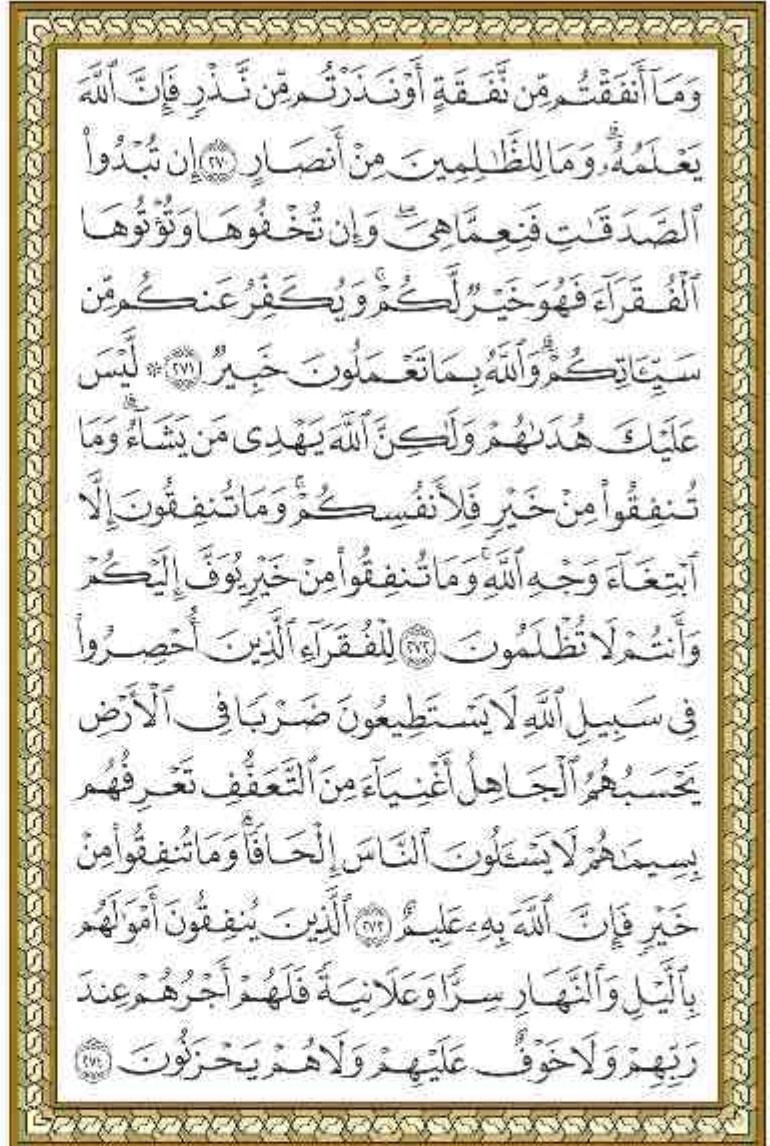 وَمَآ أَنفَقْتُم مِّن نَّفَقَةٍ أَوْ نَذَرْتُم مِّن نَّذْرٍ فَإِنَّ ٱللَّهَ
يَعْلَمُهُۥ ۗ وَمَا لِلظَّـٰلِمِينَ مِنْ أَنصَارٍ ﴿٢٧٠﴾ إِن تُبْدُوا۟
ٱلصَّدَقَـٰتِ فَنِعِمَّا هِىَ ۖ وَإِن تُخْفُوهَا وَتُؤْتُوهَا
ٱلْفُقَرَآءَ فَهُوَ خَيْرٌ لَّكُمْ ۚ وَيُكَفِّرُ عَنكُم مِّن
سَيِّـَٔاتِكُمْ ۗ وَٱللَّهُ بِمَا تَعْمَلُونَ خَبِيرٌ ﴿٢٧١﴾ ۞ لَّيْسَ
عَلَيْكَ هُدَىٰهُمْ وَلَـٰكِنَّ ٱللَّهَ يَهْدِى مَن يَشَآءُ ۗ وَمَا
تُنفِقُوا۟ مِنْ خَيْرٍ فَلِأَنفُسِكُمْ ۚ وَمَا تُنفِقُونَ إِلَّا
ٱبْتِغَآءَ وَجْهِ ٱللَّهِ ۚ وَمَا تُنفِقُوا۟ مِنْ خَيْرٍ يُوَفَّ إِلَيْكُمْ
وَأَنتُمْ لَا تُظْلَمُونَ ﴿٢٧٢﴾ لِلْفُقَرَآءِ ٱلَّذِينَ أُحْصِرُوا۟
فِى سَبِيلِ ٱللَّهِ لَا يَسْتَطِيعُونَ ضَرْبًا فِى ٱلْأَرْضِ
يَحْسَبُهُمُ ٱلْجَاهِلُ أَغْنِيَآءَ مِنَ ٱلتَّعَفُّفِ تَعْرِفُهُم
بِسِيمَـٰهُمْ لَا يَسْـَٔلُونَ ٱلنَّاسَ إِلْحَافًا ۗ وَمَا تُنفِقُوا۟ مِنْ
خَيْرٍ فَإِنَّ ٱللَّهَ بِهِۦ عَلِيمٌ ﴿٢٧٣﴾ ٱلَّذِينَ يُنفِقُونَ أَمْوَٰلَهُم
بِٱلَّيْلِ وَٱلنَّهَارِ سِرًّا وَعَلَانِيَةً فَلَهُمْ أَجْرُهُمْ عِندَ
رَبِّهِمْ وَلَا خَوْفٌ عَلَيْهِمْ وَلَا هُمْ يَحْزَنُونَ ﴿٢٧٤﴾